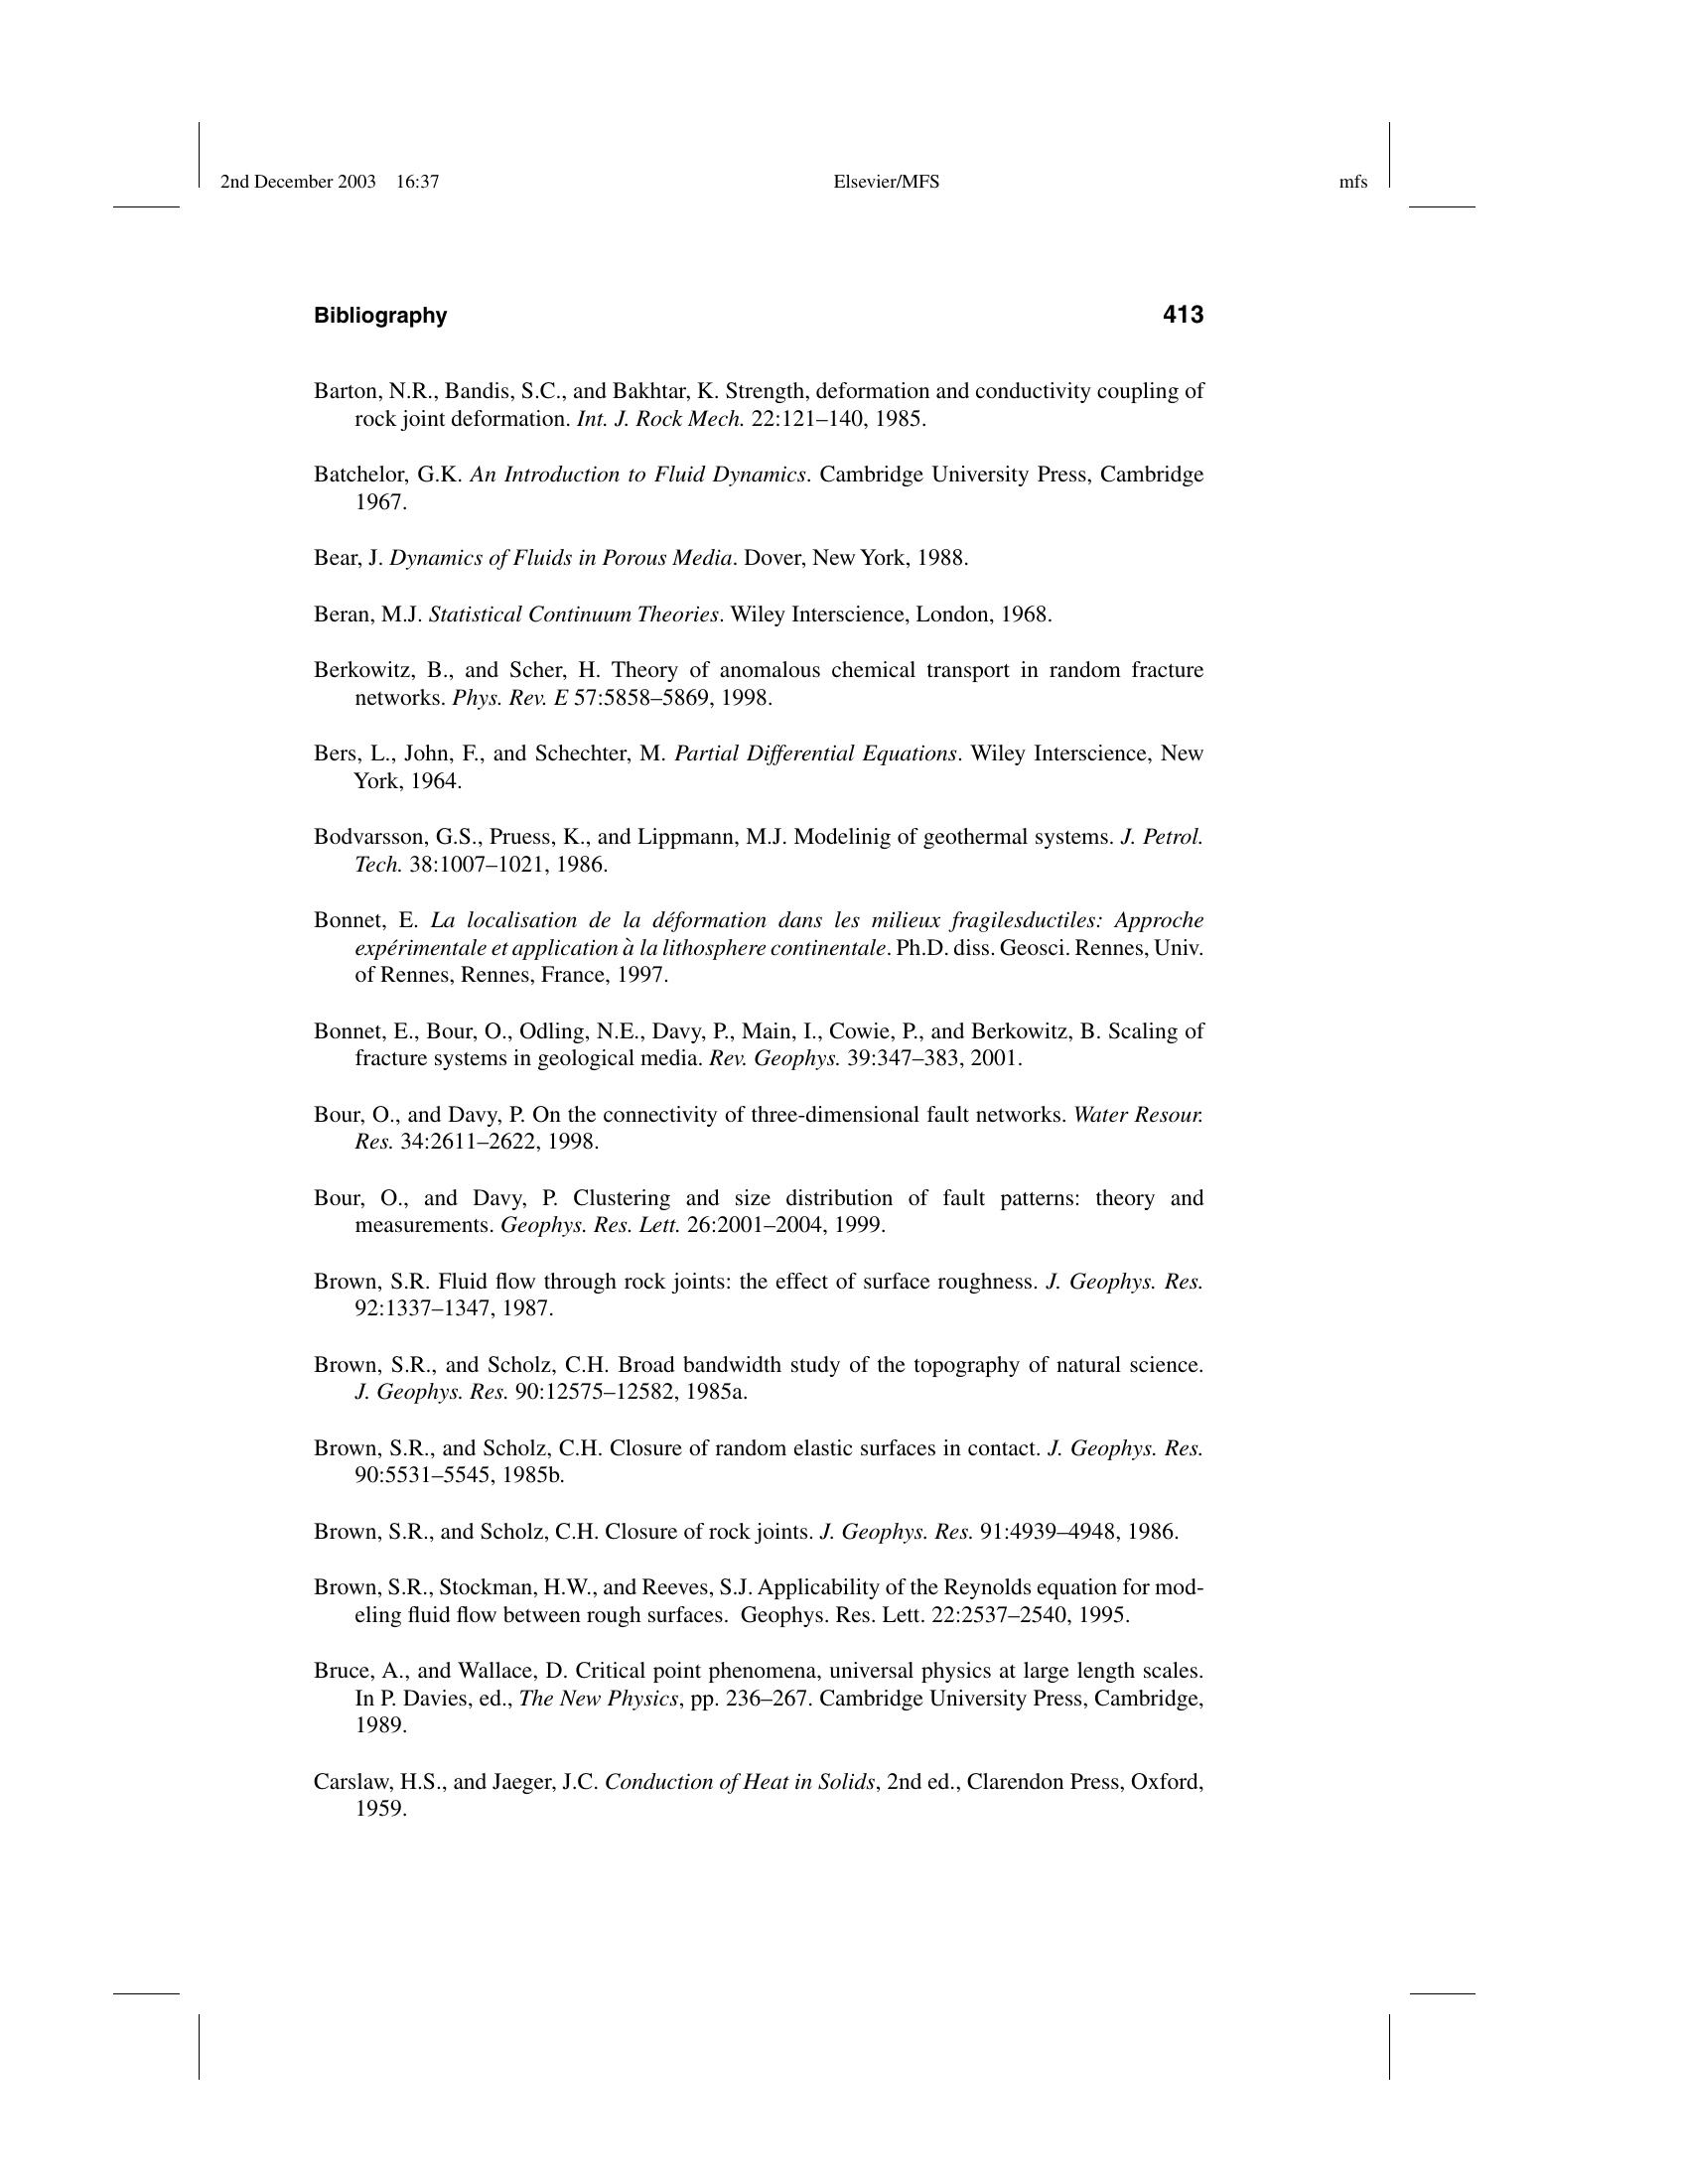 2nd December 2003 16:37 Elsevier/MFS mfs
Bibliography 413
Barton, N.R., Bandis, S.C., and Bakhtar, K. Strength, deformation and conductivity coupling of
rock joint deformation. Int. J. Rock Mech. 22:121–140, 1985.
Batchelor, G.K. An Introduction to Fluid Dynamics. Cambridge University Press, Cambridge
1967.
Bear, J. Dynamics of Fluids in Porous Media. Dover, New York, 1988.
Beran, M.J. Statistical Continuum Theories. Wiley Interscience, London, 1968.
Berkowitz, B., and Scher, H. Theory of anomalous chemical transport in random fracture
networks. Phys. Rev. E 57:5858–5869, 1998.
Bers, L., John, F., and Schechter, M. Partial Differential Equations. Wiley Interscience, New
York, 1964.
Bodvarsson, G.S., Pruess, K., and Lippmann, M.J. Modelinig of geothermal systems. J. Petrol.
Tech. 38:1007–1021, 1986.
Bonnet, E. La localisation de la déformation dans les milieux fragilesductiles: Approche
expérimentale et application à la lithosphere continentale. Ph.D. diss. Geosci. Rennes, Univ.
of Rennes, Rennes, France, 1997.
Bonnet, E., Bour, O., Odling, N.E., Davy, P., Main, I., Cowie, P., and Berkowitz, B. Scaling of
fracture systems in geological media. Rev. Geophys. 39:347–383, 2001.
Bour, O., and Davy, P. On the connectivity of three-dimensional fault networks. Water Resour.
Res. 34:2611–2622, 1998.
Bour, O., and Davy, P. Clustering and size distribution of fault patterns: theory and
measurements. Geophys. Res. Lett. 26:2001–2004, 1999.
Brown, S.R. Fluid flow through rock joints: the effect of surface roughness. J. Geophys. Res.
92:1337–1347, 1987.
Brown, S.R., and Scholz, C.H. Broad bandwidth study of the topography of natural science.
J. Geophys. Res. 90:12575–12582, 1985a.
Brown, S.R., and Scholz, C.H. Closure of random elastic surfaces in contact. J. Geophys. Res.
90:5531–5545, 1985b.
Brown, S.R., and Scholz, C.H. Closure of rock joints. J. Geophys. Res. 91:4939–4948, 1986.
Brown, S.R., Stockman, H.W., and Reeves, S.J. Applicability of the Reynolds equation for mod-
eling fluid flow between rough surfaces. Geophys. Res. Lett. 22:2537–2540, 1995.
Bruce, A., and Wallace, D. Critical point phenomena, universal physics at large length scales.
In P. Davies, ed., The New Physics, pp. 236–267. Cambridge University Press, Cambridge,
1989.
Carslaw, H.S., and Jaeger, J.C. Conduction of Heat in Solids, 2nd ed., Clarendon Press, Oxford,
1959.